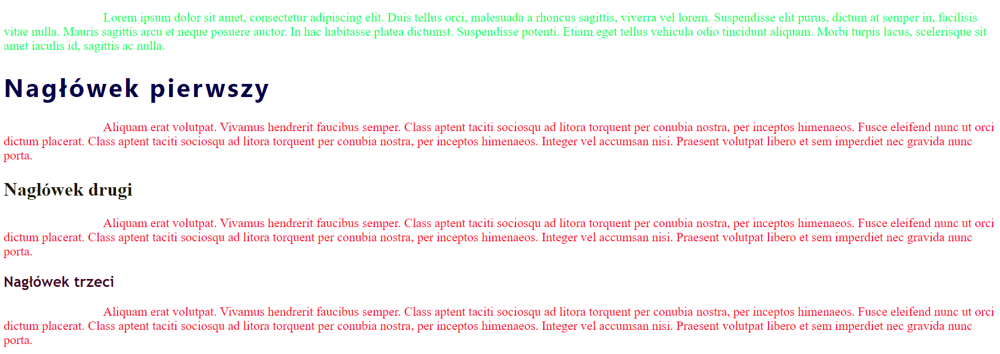 Lorem ipsum dolor sit amet, consectetur adipiscing elit. Duis tellus orci, malesuada a rhoncus sagittis, viverra vel lorem. Suspendisse elit purus, dictum at semper in, facilisis
vitae nulla. Mauris sagittis arcu et neque posuere auctor. In hac habitasse platea dictumst. Suspendisse potenti. Etiam eget tellus vehicula odio tincidunt aliquam. Morbi turpis lacus, scelerisque sit
amet iaculis id, sagittis ac nulla.
Nagłówek pierwszy
Aliquam erat volutpat. Vivamus hendrerit faucibus semper. Class aptent taciti sociosqu ad litora torquent per conubia nostra, per inceptos himenaeos. Fusce eleifend nunc ut orci
dictum placerat. Class aptent taciti sociosqu ad litora torquent per conubia nostra, per inceptos himenaeos. Integer vel accumsan nisi. Praesent volutpat libero et sem imperdiet nec gravida nunc
porta.
Nagłówek drugi
Aliquam erat volutpat. Vivamus hendrerit faucibus semper. Class aptent taciti sociosqu ad litora torquent per conubia nostra, per inceptos himenaeos. Fusce eleifend nunc ut orci
dictum placerat. Class aptent taciti sociosqu ad litora torquent per conubia nostra, per inceptos himenaeos. Integer vel accumsan nisi. Praesent volutpat libero et sem imperdiet nec gravida nunc
porta.
Nagłówek trzeci
Aliquam erat volutpat. Vivamus hendrerit faucibus semper. Class aptent taciti sociosqu ad litora torquent per conubia nostra, per inceptos himenaeos. Fusce eleifend nunc ut orci
dictum placerat. Class aptent taciti sociosqu ad litora torquent per conubia nostra, per inceptos himenaeos. Integer vel accumsan nisi. Praesent volutpat libero et sem imperdiet nec gravida nunc
porta.